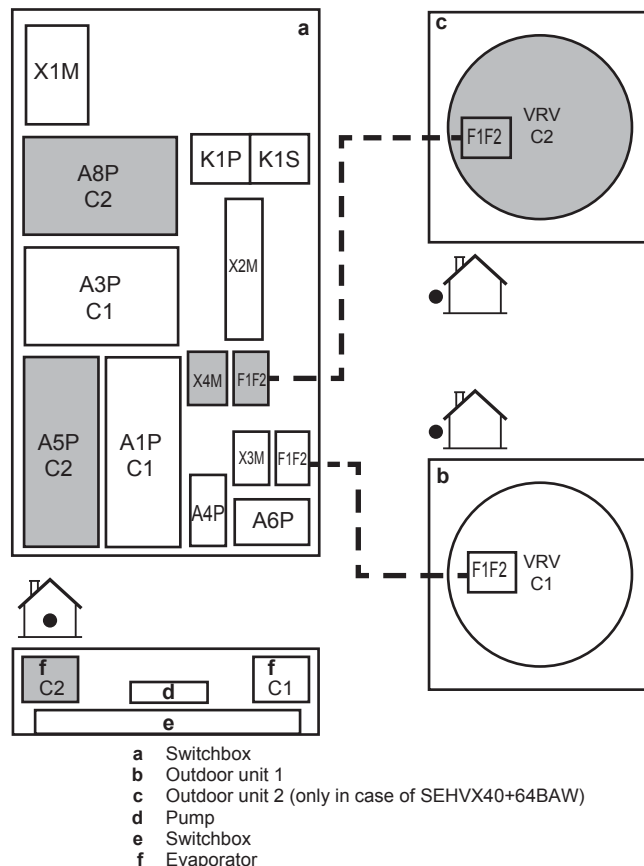 a
X1M
A8P
C2
K1P
K1S
A3P
C1
X2M
X4M
F1F2
A5P
C2
A1P
C1
X3M
F1F2
A4P
A6P
c
F1F2
VRV
C2
b
F1F2
VRV
C1
f
C2
d
f
C1
e
a Switchbox
b Outdoor unit 1
c Outdoor unit 2 (only in case of SEHVX40+64BAW)
d Pump
e Switchbox
f Evaporator